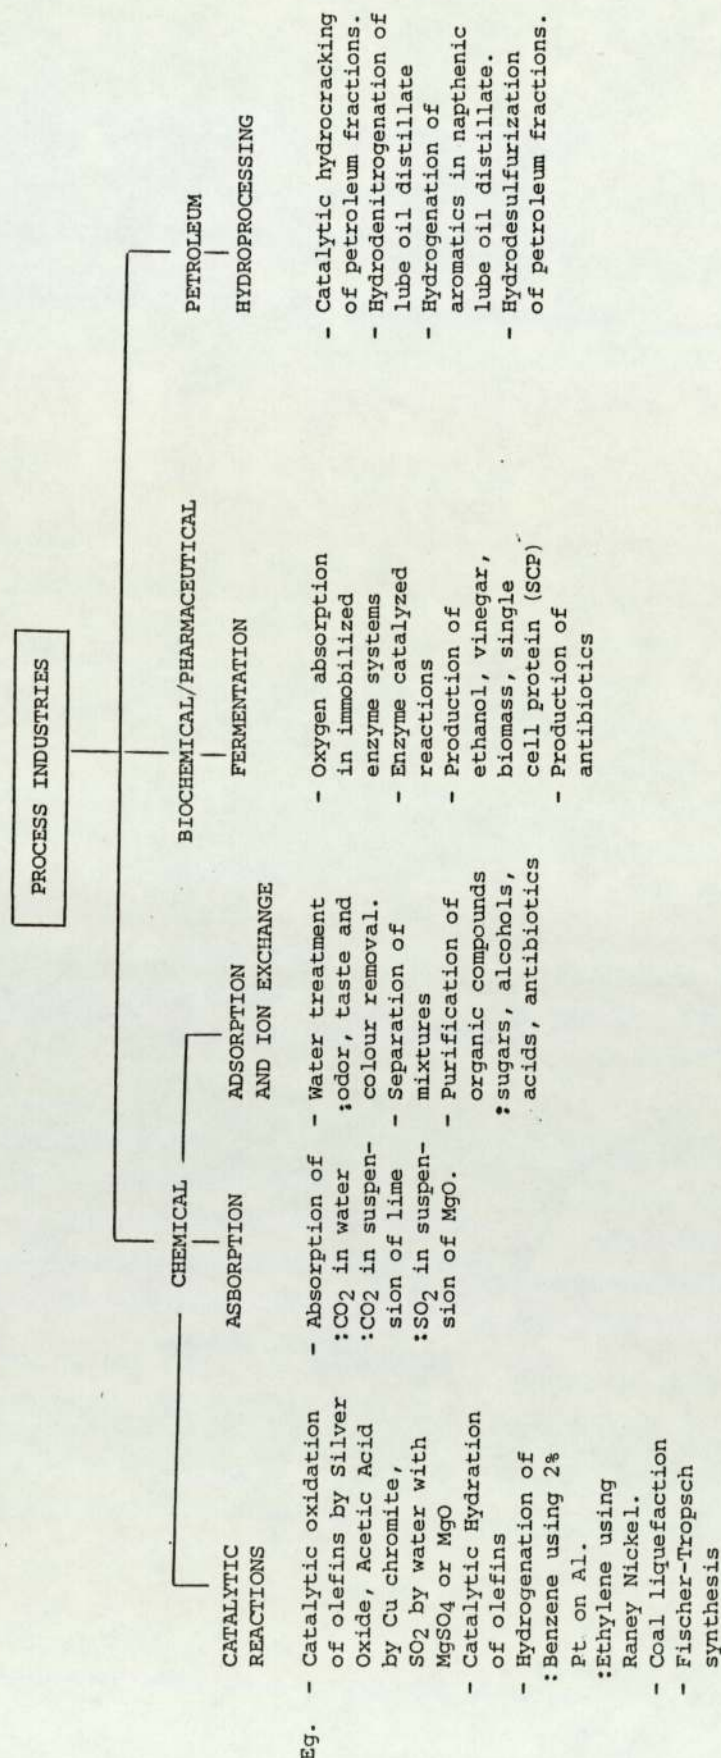 PROCESS INDUSTRIES
CHEMICAL
BIOCHEMICAL/PHARMACEUTICAL
PETROLEUM
CATALYTIC
REACTIONS
ASBORPTION
ADSORPTION
AND ION EXCHANGE
FERMENTATION
HYDROPROCESSING
Eg. - Catalytic oxidation
of olefins by Silver
Oxide, Acetic Acid
by Cu chromite,
SO2 by water with
MgSO4 or MgO
- Catalytic Hydration
of olefins
- Hydrogenation of
:Benzene using 2%
Pt. on Al.
:Ethylene using
Raney Nickel.
- Coal liquefaction
- Fischer-Tropsch
synthesis
- Absorption of
:CO2 in water
:CO2 in suspen-
sion of lime
:SO2 in suspen-
sion of MgO.
- Water treatment
:odor, taste and
colour removal.
- Separation of
mixtures
- Purification of
organic compounds
:sugars, alcohols,
acids, antibiotics
- Oxygen absorption
in immobilized
enzyme systems
- Enzyme catalyzed
reactions
- Production of
ethanol, vinegar,
biomass, single
cell protein (SCP)
- Production of
antibiotics
- Catalytic hydrocracking
of petroleum fractions.
- Hydrodenitrogenation of
lube oil distillate
- Hydrogenation of
aromatics in napthenic
lube oil distillate.
- Hydrodesulfurization
of petroleum fractions.